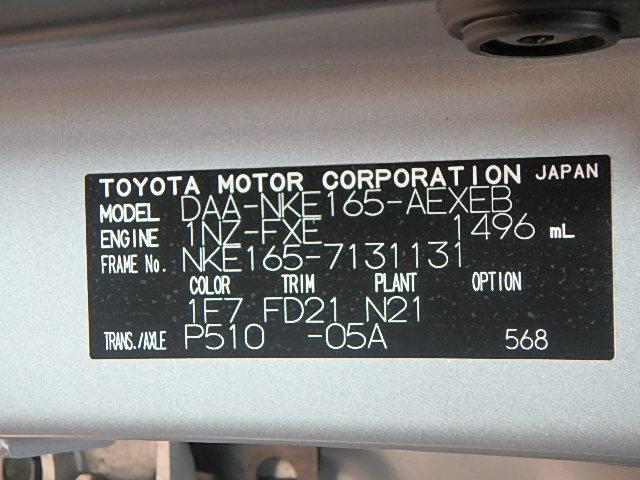 TOYOTA MOTOR CORPORATION JAPAN
MODEL DAA-NKE165-AEXEB
ENGINE 1NZ-FXE 1496 mL
FRAME No. NKE165-7131131
COLOR TRIM PLANT OPTION
1F7 FD21 N21
TRANS./AXLE P510 -05A 568